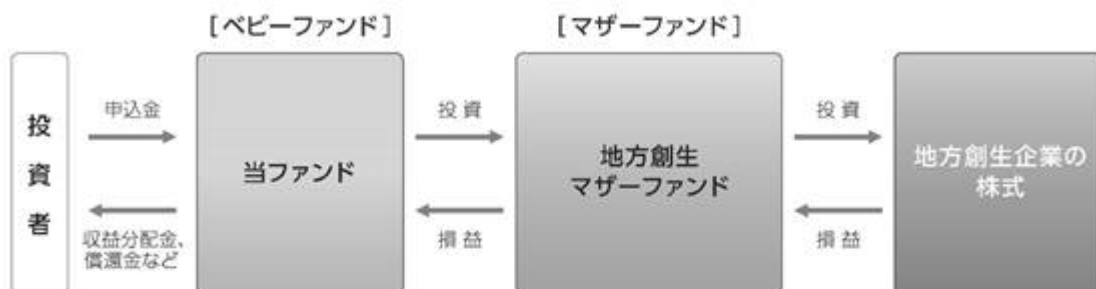 [ベビーファンド]
[マザーファンド]
投資者
申込金
収益分配金、
償還金など
当ファンド
投資
損益
地方創生
マザーファンド
投資
損益
地方創生企業の
株式